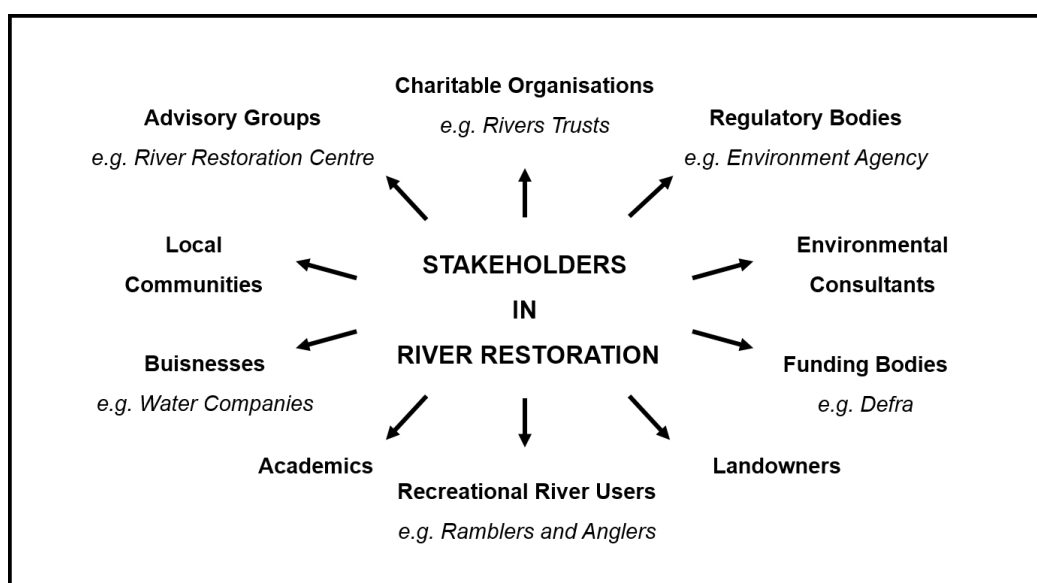 Charitable Organisations
e.g. Rivers Trusts
Advisory Groups
e.g. River Restoration Centre
Regulatory Bodies
e.g. Environment Agency
Local
Communities
STAKEHOLDERS
IN
RIVER RESTORATION
Environmental
Consultants
Buisnesses
e.g. Water Companies
Funding Bodies
e.g. Defra
Academics
Recreational River Users
e.g. Ramblers and Anglers
Landowners